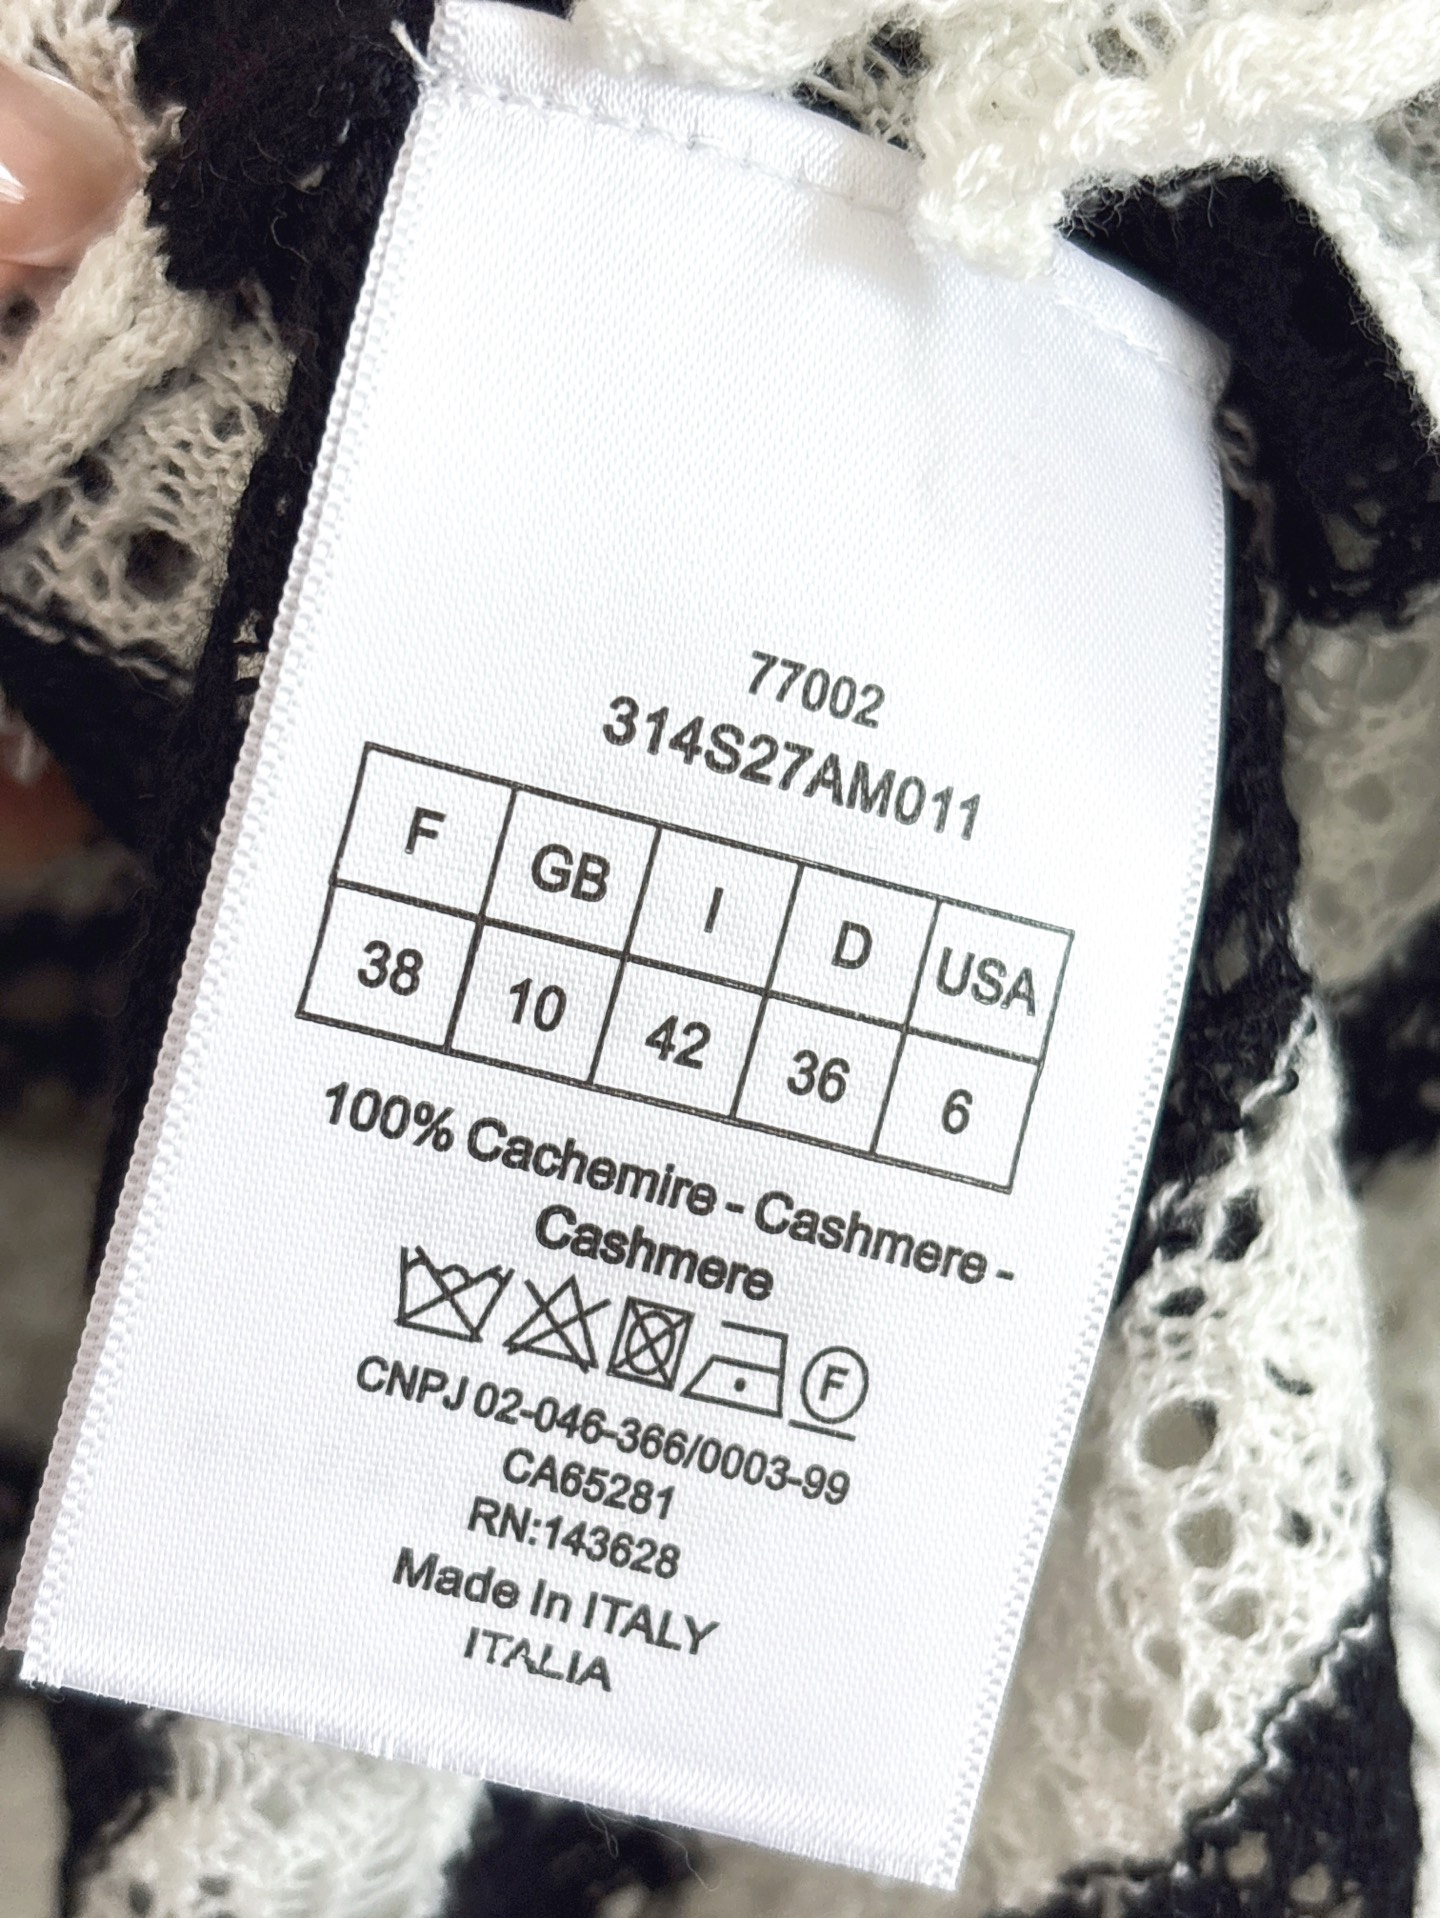 77002
314S27AM011
F GB I D USA
38 10 42 36 6
100% Cachemire - Cashmere -
Cashmere
F
CNPJ 02-046-366/0003-99
CA65281
RN:143628
Made In ITALY
ITALIA